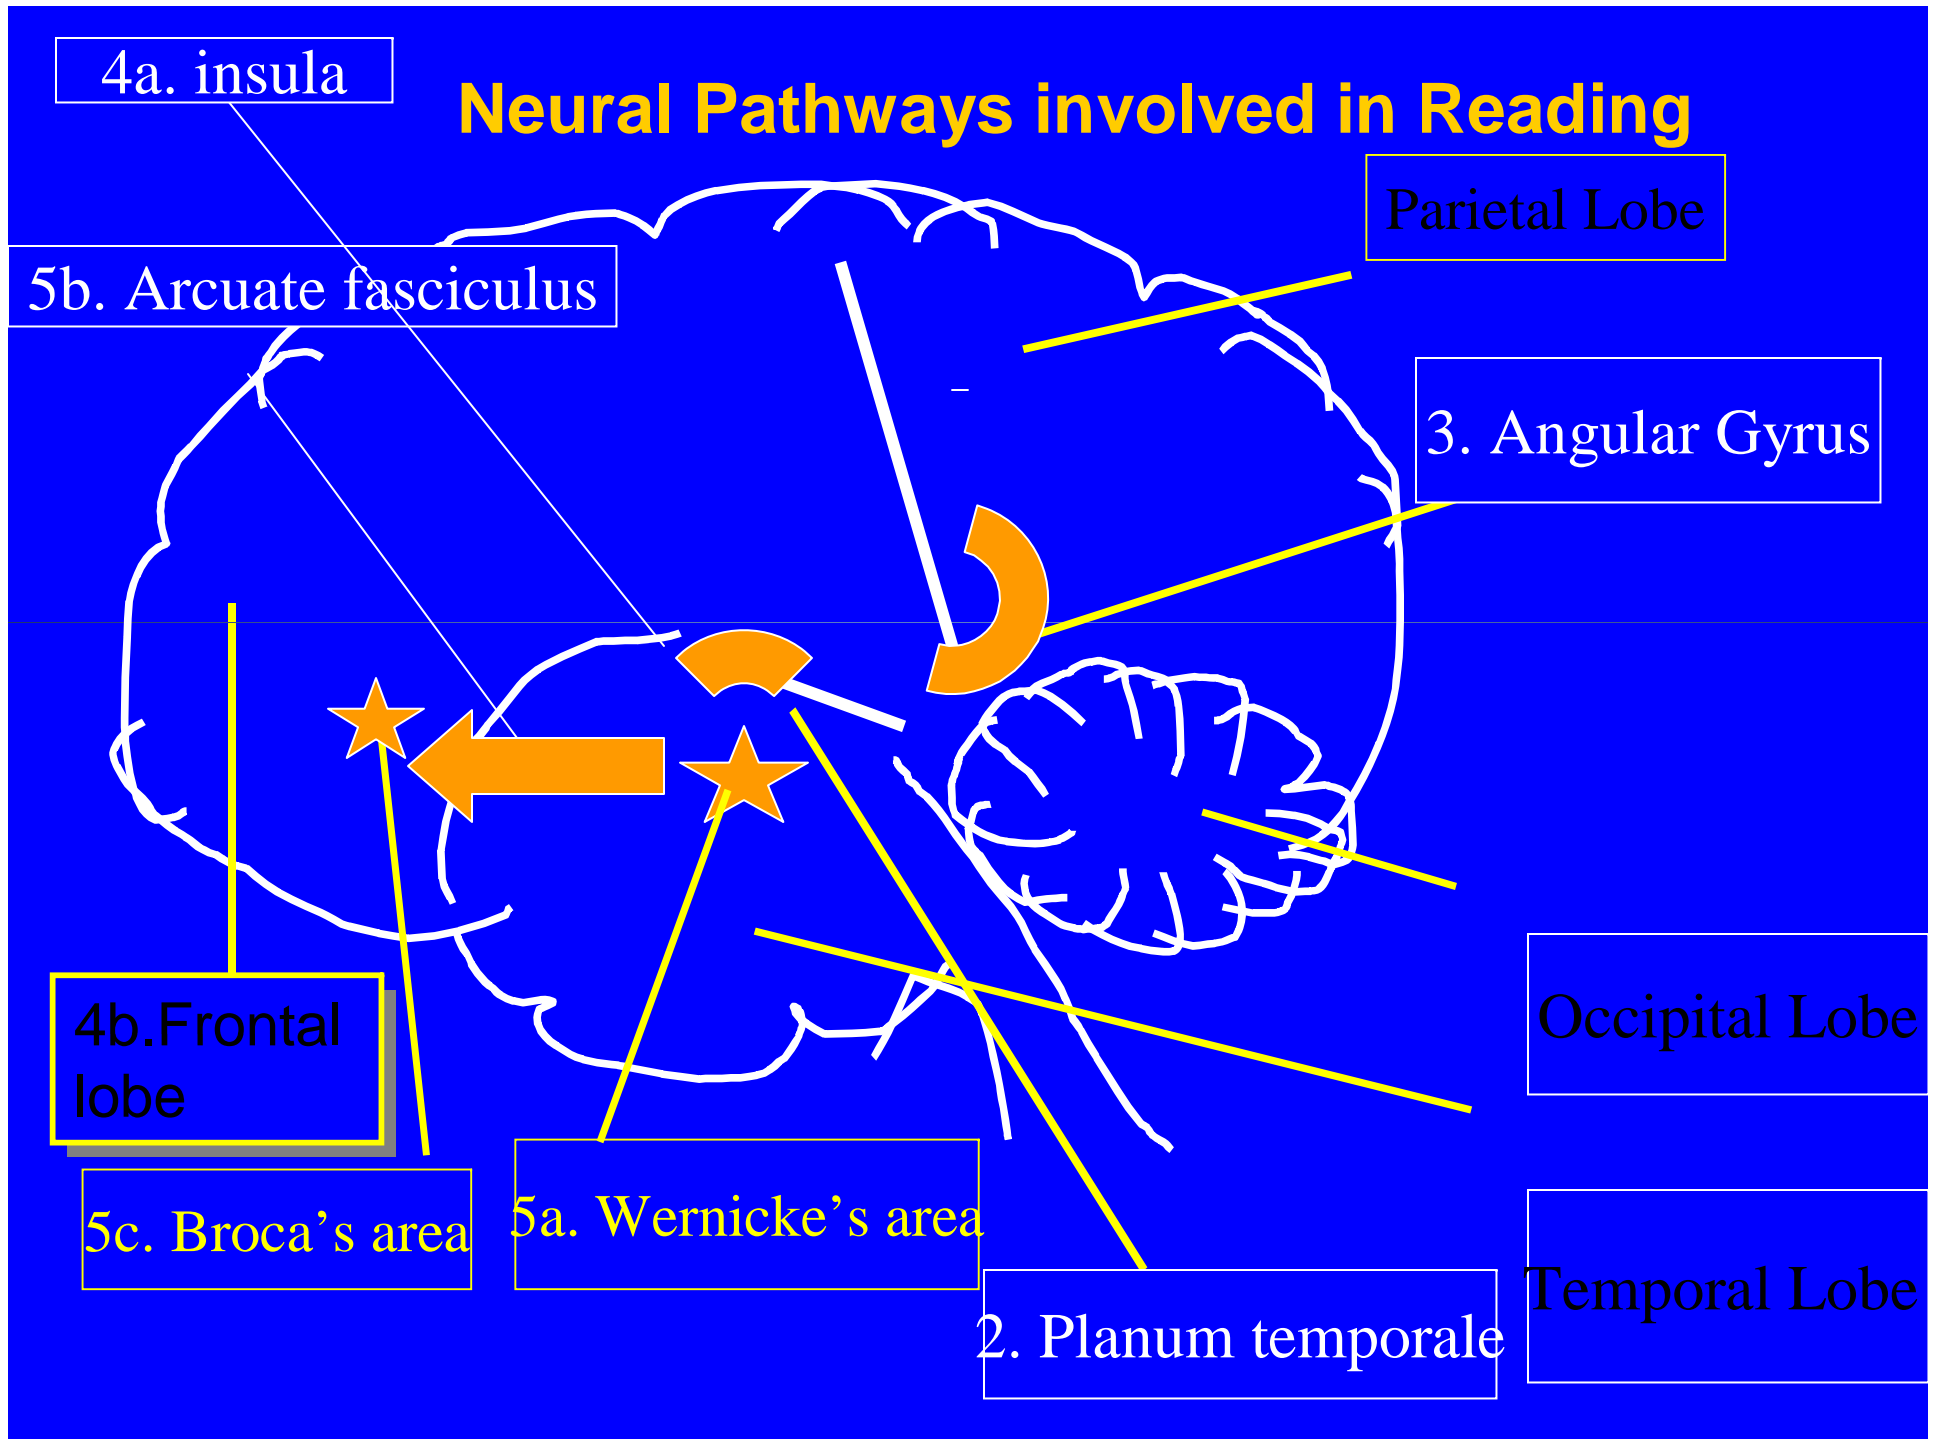 4a. insula
Neural Pathways involved in Reading
Parietal Lobe
5b. Arcuate fasciculus
3. Angular Gyrus
4b.Frontal
lobe
Occipital Lobe
5c. Broca’s area
5a. Wernicke’s area
Temporal Lobe
2. Planum temporale